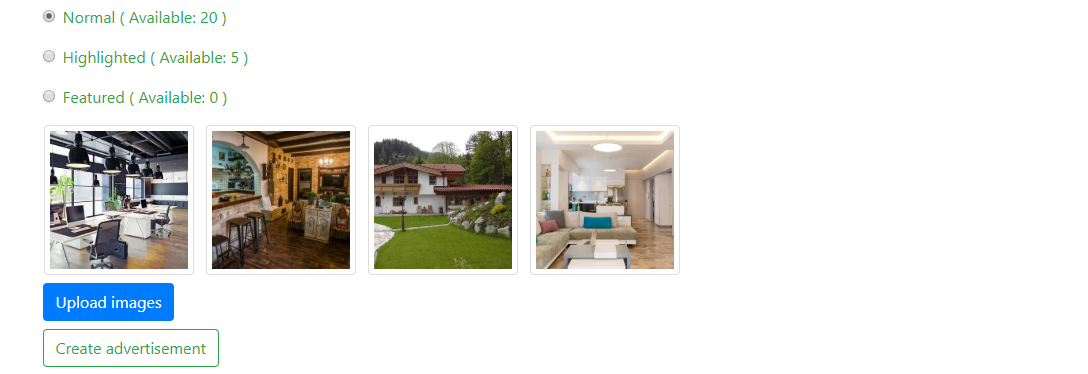 Normal ( Available: 20 )
Highlighted ( Available: 5 )
Featured ( Available: 0 )
Upload images
Create advertisement